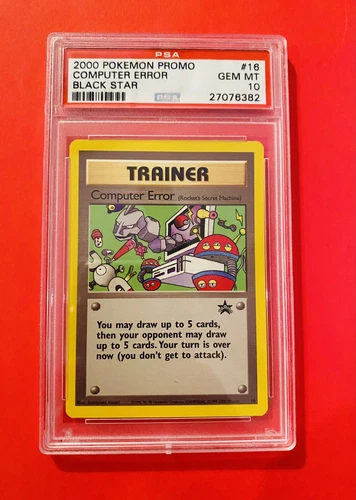 PSA
2000 POKEMON PROMO #16
COMPUTER ERROR GEM MT
BLACK STAR 10
27076382
TRAINER
Computer Error (Rocket's Secret Machine)
You may draw up to 5 cards,
then your opponent may draw
up to 5 cards. Your turn is over
now (you don't get to attack).